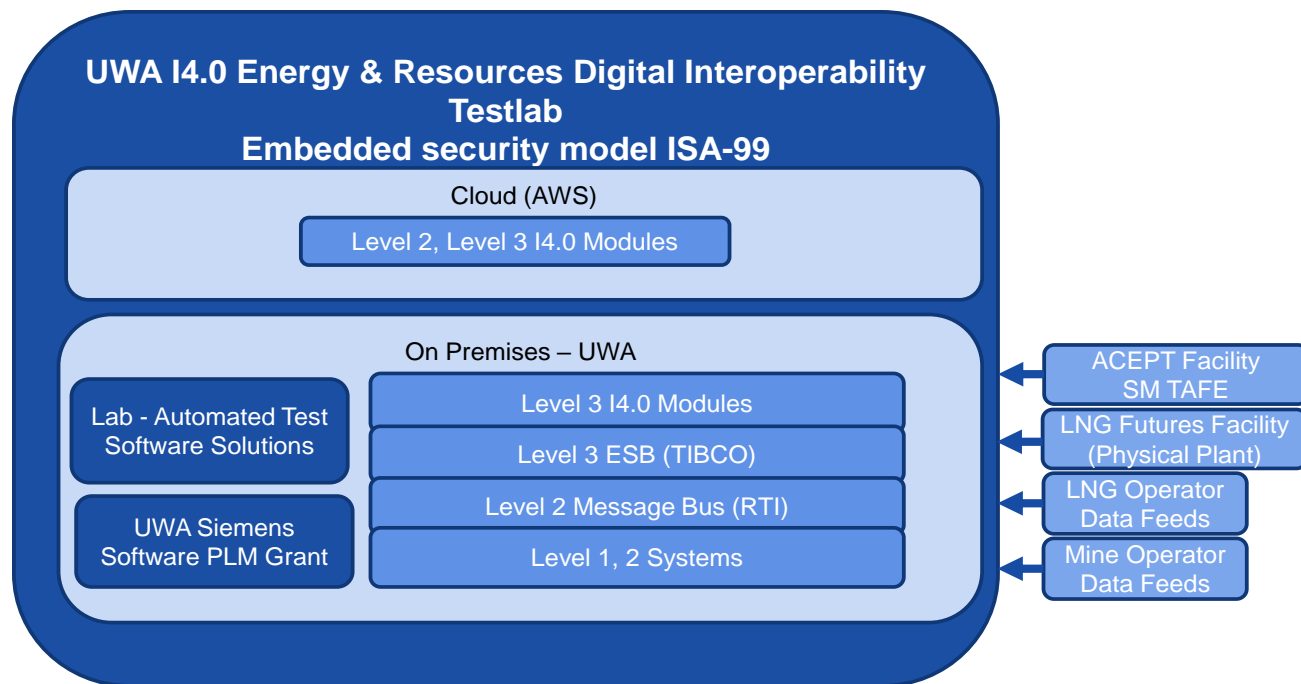 UWA I4.0 Energy & Resources Digital Interoperability
Testlab
Embedded security model ISA-99
Cloud (AWS)
Level 2, Level 3 I4.0 Modules
On Premises – UWA
Lab - Automated Test
Software Solutions
UWA Siemens
Software PLM Grant
Level 3 I4.0 Modules
Level 3 ESB (TIBCO)
Level 2 Message Bus (RTI)
Level 1, 2 Systems
ACEPT Facility
SM TAFE
LNG Futures Facility
(Physical Plant)
LNG Operator
Data Feeds
Mine Operator
Data Feeds